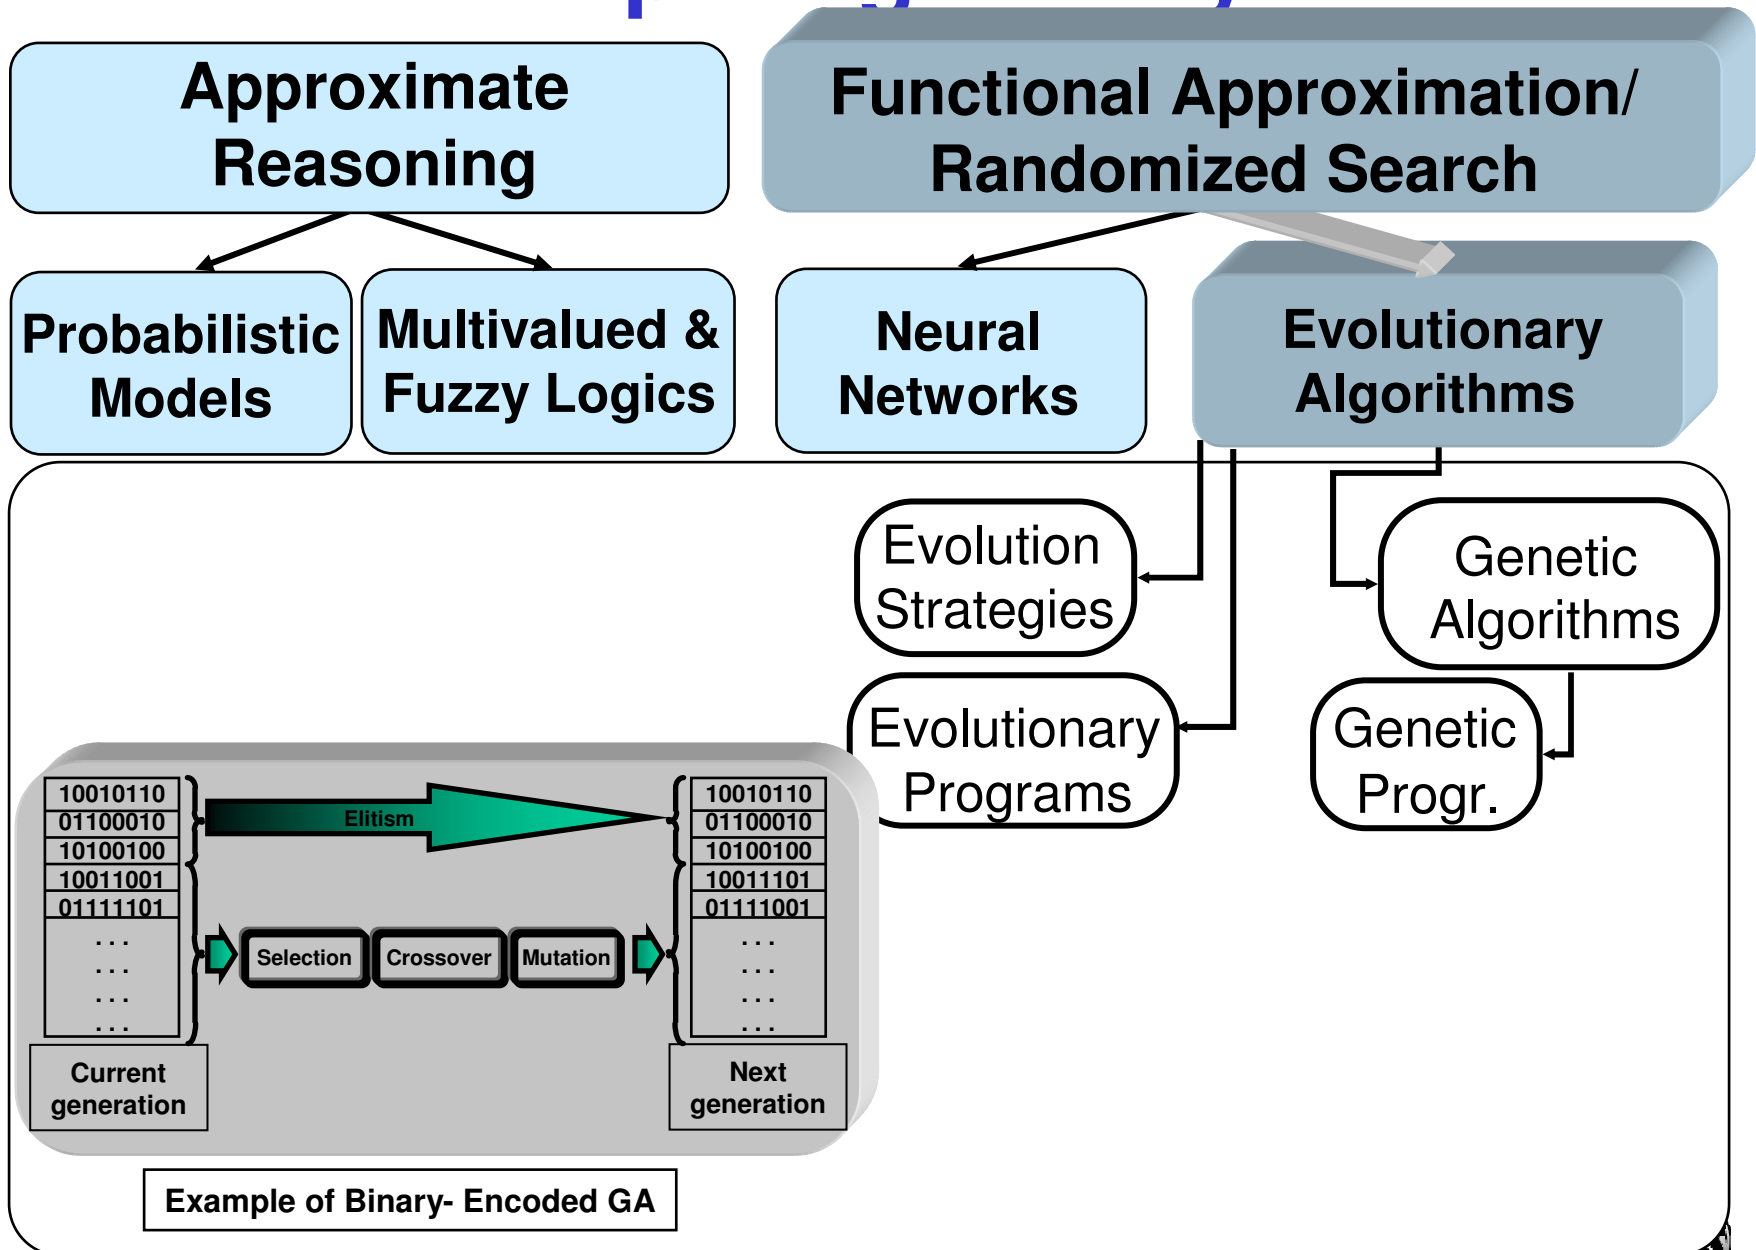 Approximate
Reasoning
Functional Approximation/
Randomized Search
Probabilistic
Models
Multivalued &
Fuzzy Logics
Neural
Networks
Evolutionary
Algorithms
Evolution
Strategies
Genetic
Algorithms
Evolutionary
Programs
Genetic
Progr.
10010110
01100010
10100100
10011001
01111101
. . .
. . .
. . .
. . .
Current
generation
Elitism
Selection
Crossover
Mutation
10010110
01100010
10100100
10011101
01111001
. . .
. . .
. . .
. . .
Next
generation
Example of Binary- Encoded GA